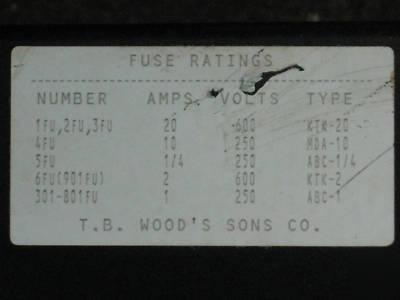 FUSE RATINGS
NUMBER AMPS VOLTS TYPE
1FU,2FU,3FU 20 600 KTK-20
4FU 10 250 MDA-10
5FU 1/4 250 ABC-1/4
6FU(901FU) 2 600 KTK-2
301-801FU 1 250 ABC-1
T.B. WOOD'S SONS CO.